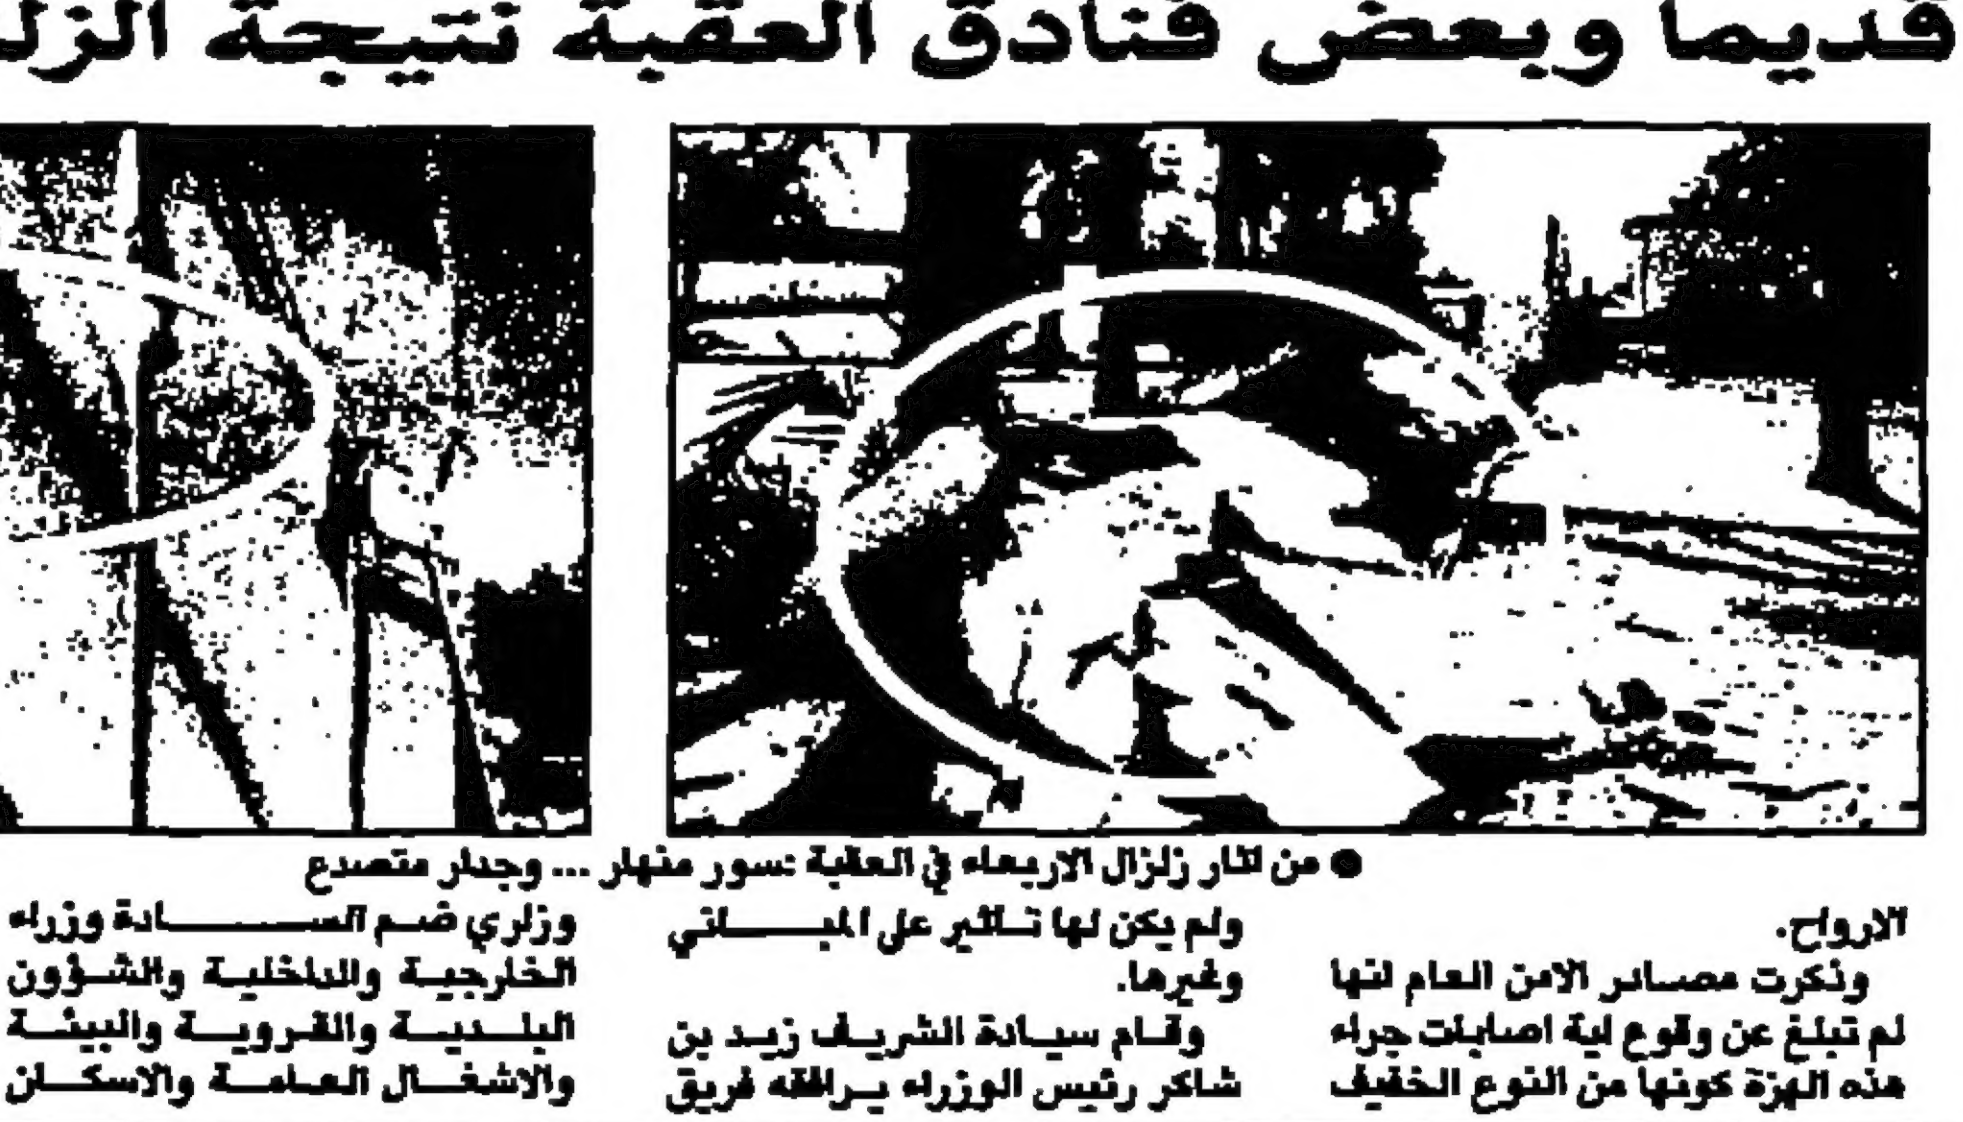 قديما وبعض فنادق العقبة نتيجة الزلـ
● من اثار زلزال الاربعاء في العقبة :سور منهار ... وجدار متصدع
الارواح.
وذكرت مصادر الامن العام انها
لم تبلغ عن وقوع اية اصابات جراء
هذه الهزة كونها من النوع الخفيف
ولم يكن لها تأثير على المباني
وغيرها.
وقام سيادة الشريف زيد بن
شاكر رئيس الوزراء يرافقه فريق
وزاري ضم السادة وزراء
الخارجية والداخلية والشؤون
البلدية والقروية والبيئة
والاشغال العامة والاسكان